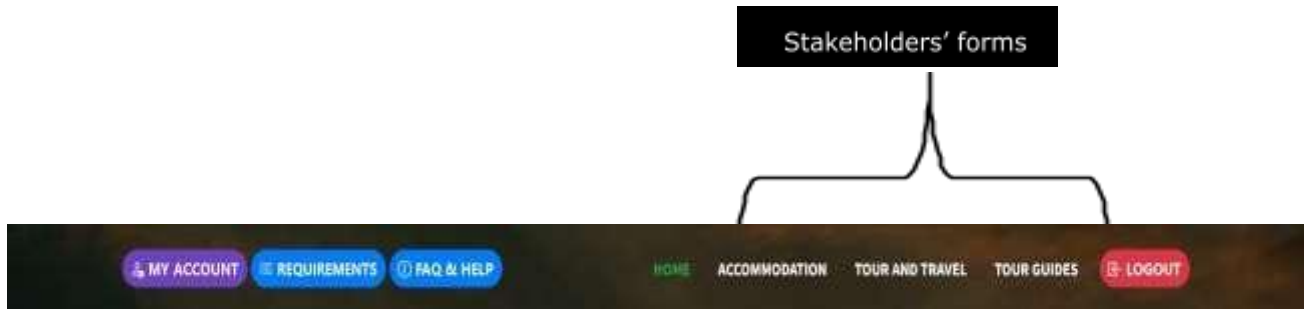 Stakeholders' forms
MY ACCOUNT REQUIREMENTS FAQ & HELP HOME ACCOMMODATION TOUR AND TRAVEL TOUR GUIDES LOGOUT